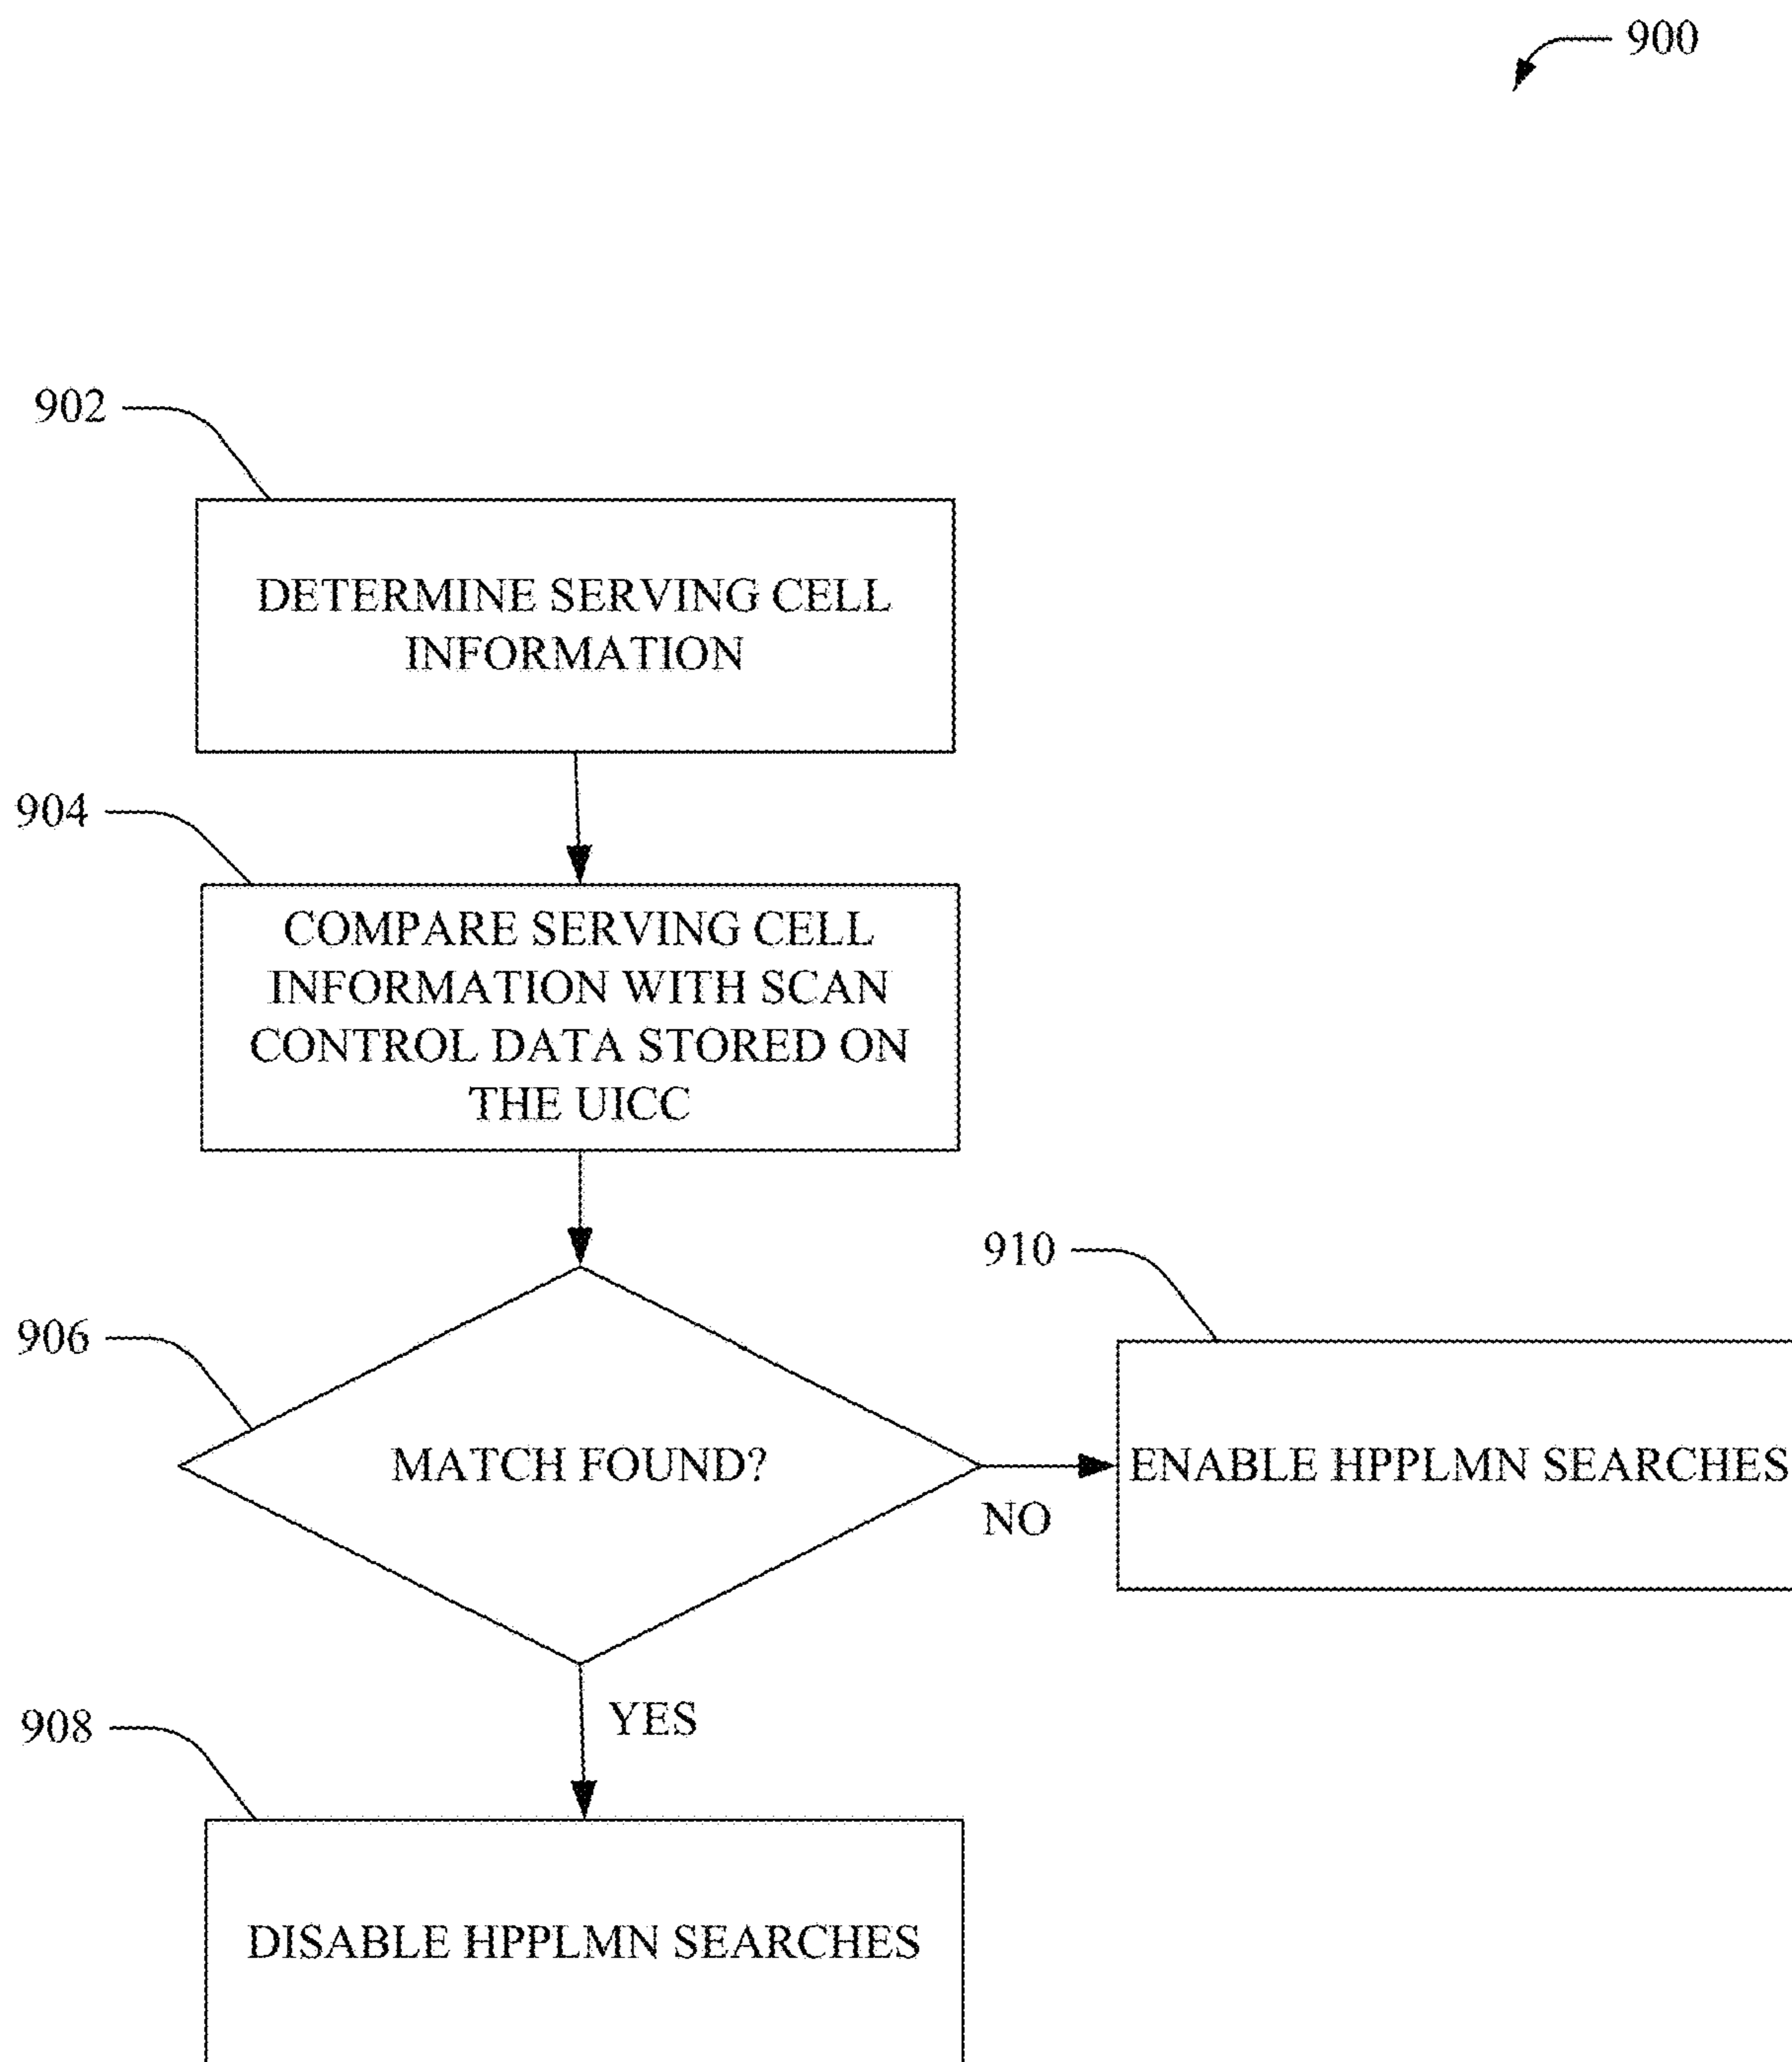 900
902
DETERMINE SERVING CELL
INFORMATION
904
COMPARE SERVING CELL
INFORMATION WITH SCAN
CONTROL DATA STORED ON
THE UICC
906
MATCH FOUND?
910
ENABLE HPPLMN SEARCHES
NO
YES
908
DISABLE HPPLMN SEARCHES